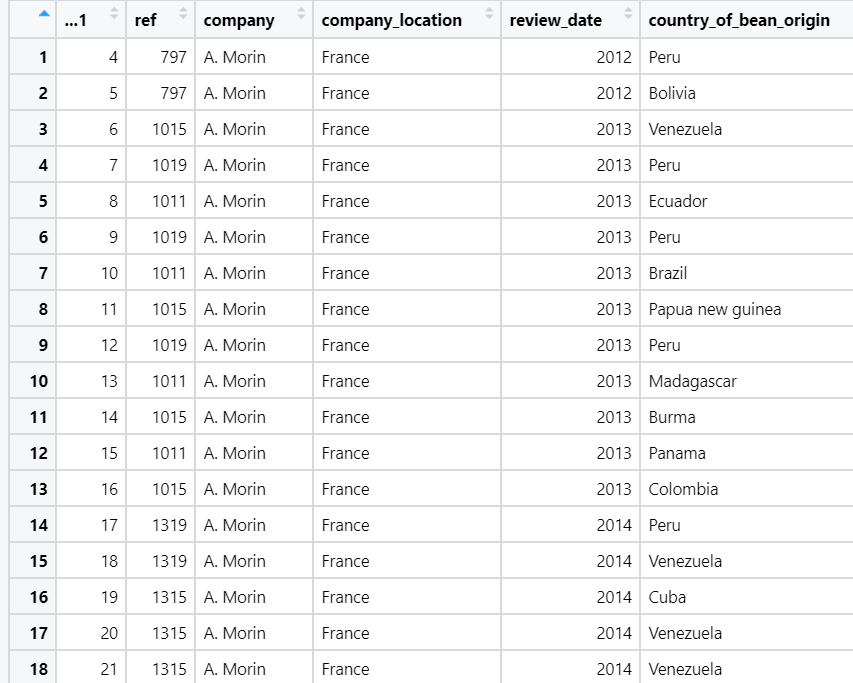 ...1 ref company company_location review_date country_of_bean_origin
1 4 797 A. Morin France 2012 Peru
2 5 797 A. Morin France 2012 Bolivia
3 6 1015 A. Morin France 2013 Venezuela
4 7 1019 A. Morin France 2013 Peru
5 8 1011 A. Morin France 2013 Ecuador
6 9 1019 A. Morin France 2013 Peru
7 10 1011 A. Morin France 2013 Brazil
8 11 1015 A. Morin France 2013 Papua new guinea
9 12 1019 A. Morin France 2013 Peru
10 13 1011 A. Morin France 2013 Madagascar
11 14 1015 A. Morin France 2013 Burma
12 15 1011 A. Morin France 2013 Panama
13 16 1015 A. Morin France 2013 Colombia
14 17 1319 A. Morin France 2014 Peru
15 18 1319 A. Morin France 2014 Venezuela
16 19 1315 A. Morin France 2014 Cuba
17 20 1315 A. Morin France 2014 Venezuela
18 21 1315 A. Morin France 2014 Venezuela